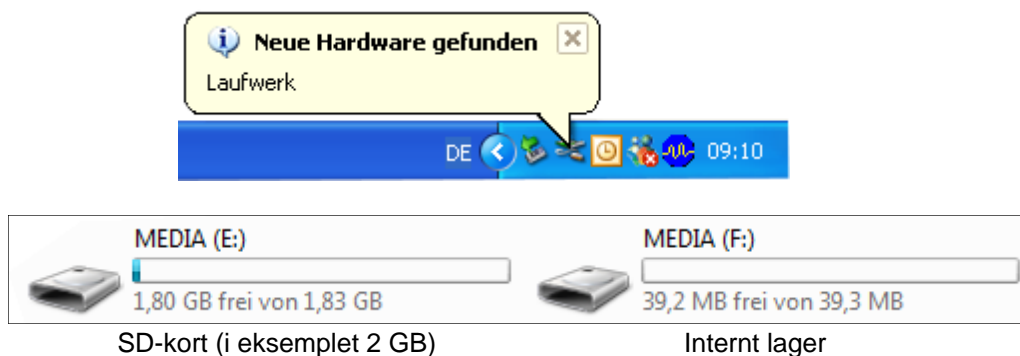 Neue Hardware gefunden
Laufwerk
DE 09:10
MEDIA (E:) MEDIA (F:)
1,80 GB frei von 1,83 GB 39,2 MB frei von 39,3 MB
SD-kort (i eksemplet 2 GB) Internt lager